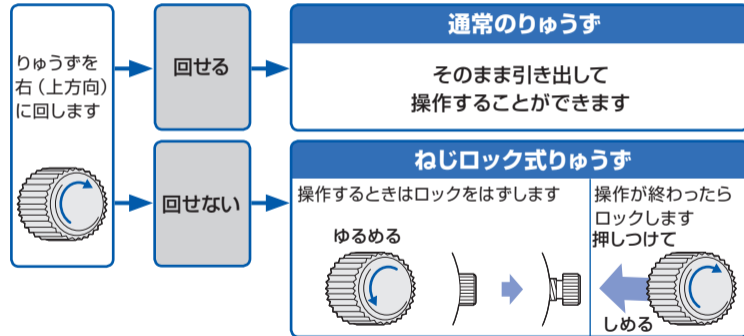 りゅうずを
右（上方向）
に回します
回せる
通常のりゅうず
そのまま引き出して
操作することができます
回せない
ねじロック式りゅうず
操作するときはロックをはずします
ゆるめる
操作が終わったら
ロックします
押しつけて
しめる